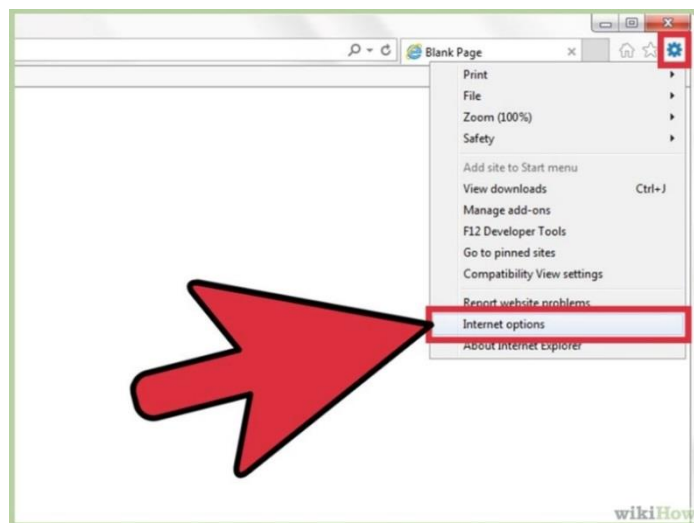 Blank Page
Print
File
Zoom (100%)
Safety
Add site to Start menu
View downloads Ctrl+J
Manage add-ons
F12 Developer Tools
Go to pinned sites
Compatibility View settings
Report website problems
Internet options
About Internet Explorer
wikiHow